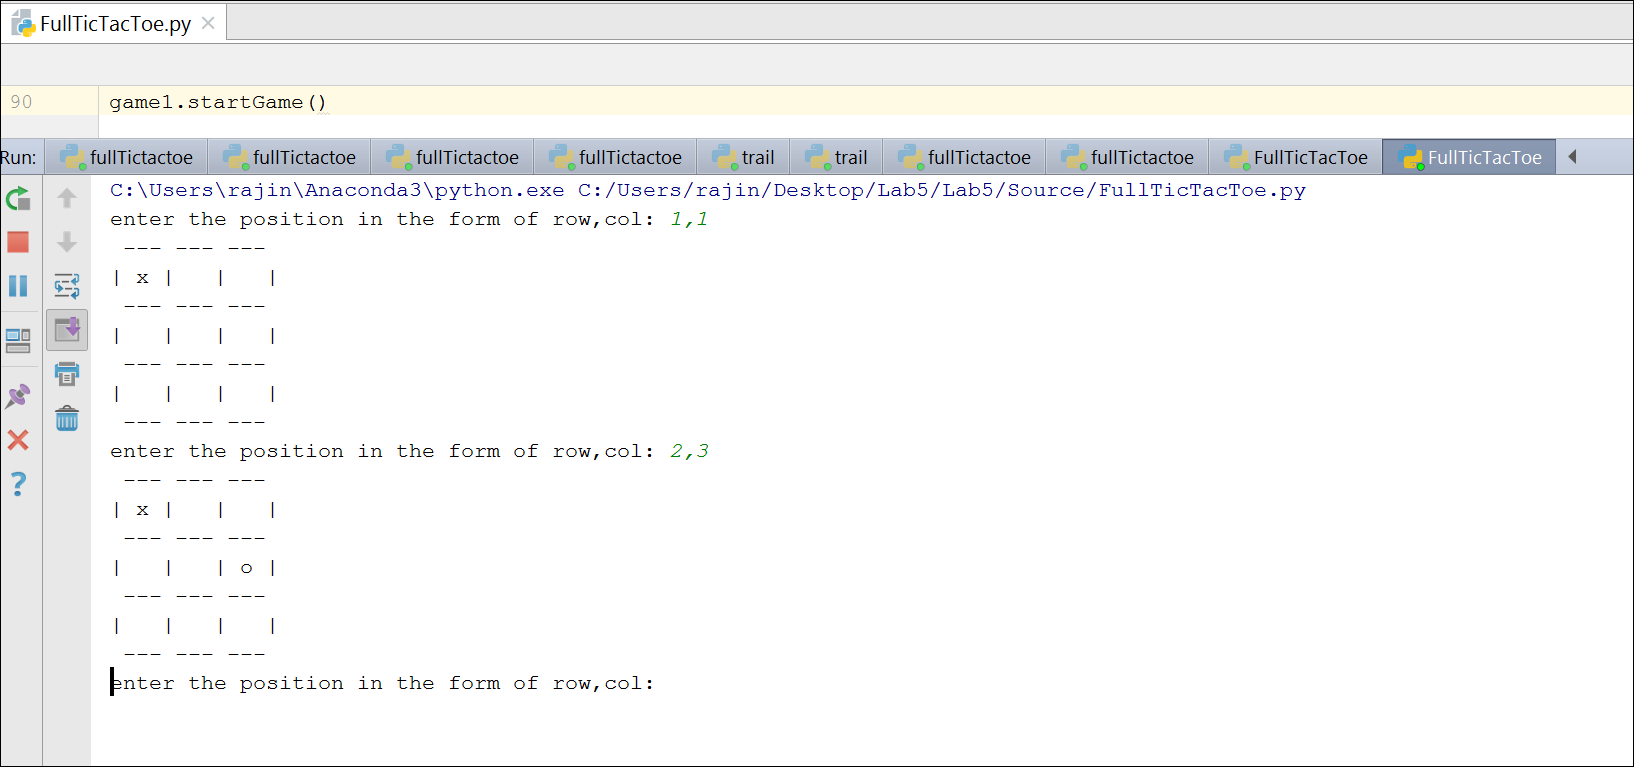 FullTicTacToe.py
90 game1.startGame()
Run: fullTictactoe fullTictactoe fullTictactoe fullTictactoe trail trail fullTictactoe fullTictactoe FullTicTacToe FullTicTacToe
C:\Users\rajin\Anaconda3\python.exe C:/Users/rajin/Desktop/Lab5/Lab5/Source/FullTicTacToe.py
enter the position in the form of row,col: 1,1
 --- --- ---
| x |   |   |
 --- --- ---
|   |   |   |
 --- --- ---
|   |   |   |
 --- --- ---
enter the position in the form of row,col: 2,3
 --- --- ---
| x |   |   |
 --- --- ---
|   |   | o |
 --- --- ---
|   |   |   |
 --- --- ---
enter the position in the form of row,col: